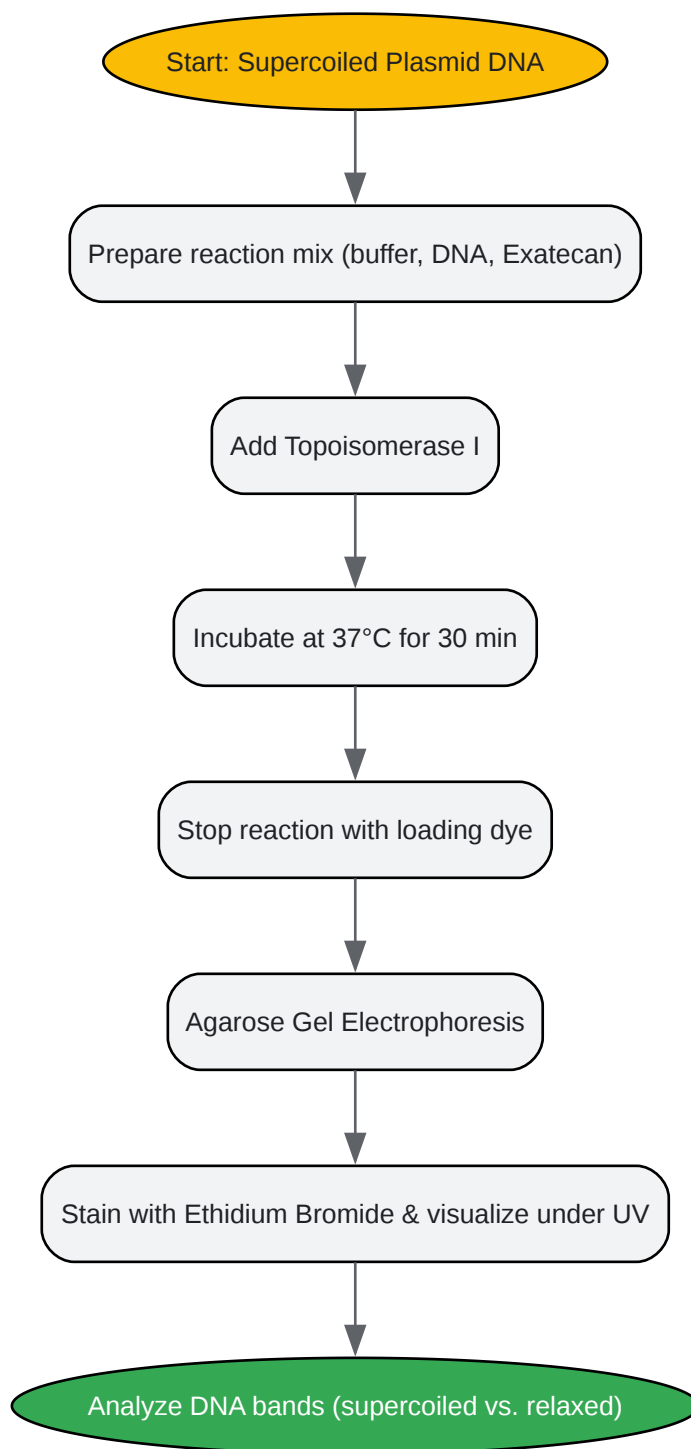 Start: Supercoiled Plasmid DNA
Prepare reaction mix (buffer, DNA, Exatecan)
Add Topoisomerase I
Incubate at 37°C for 30 min
Stop reaction with loading dye
Agarose Gel Electrophoresis
Stain with Ethidium Bromide & visualize under UV
Analyze DNA bands (supercoiled vs. relaxed)